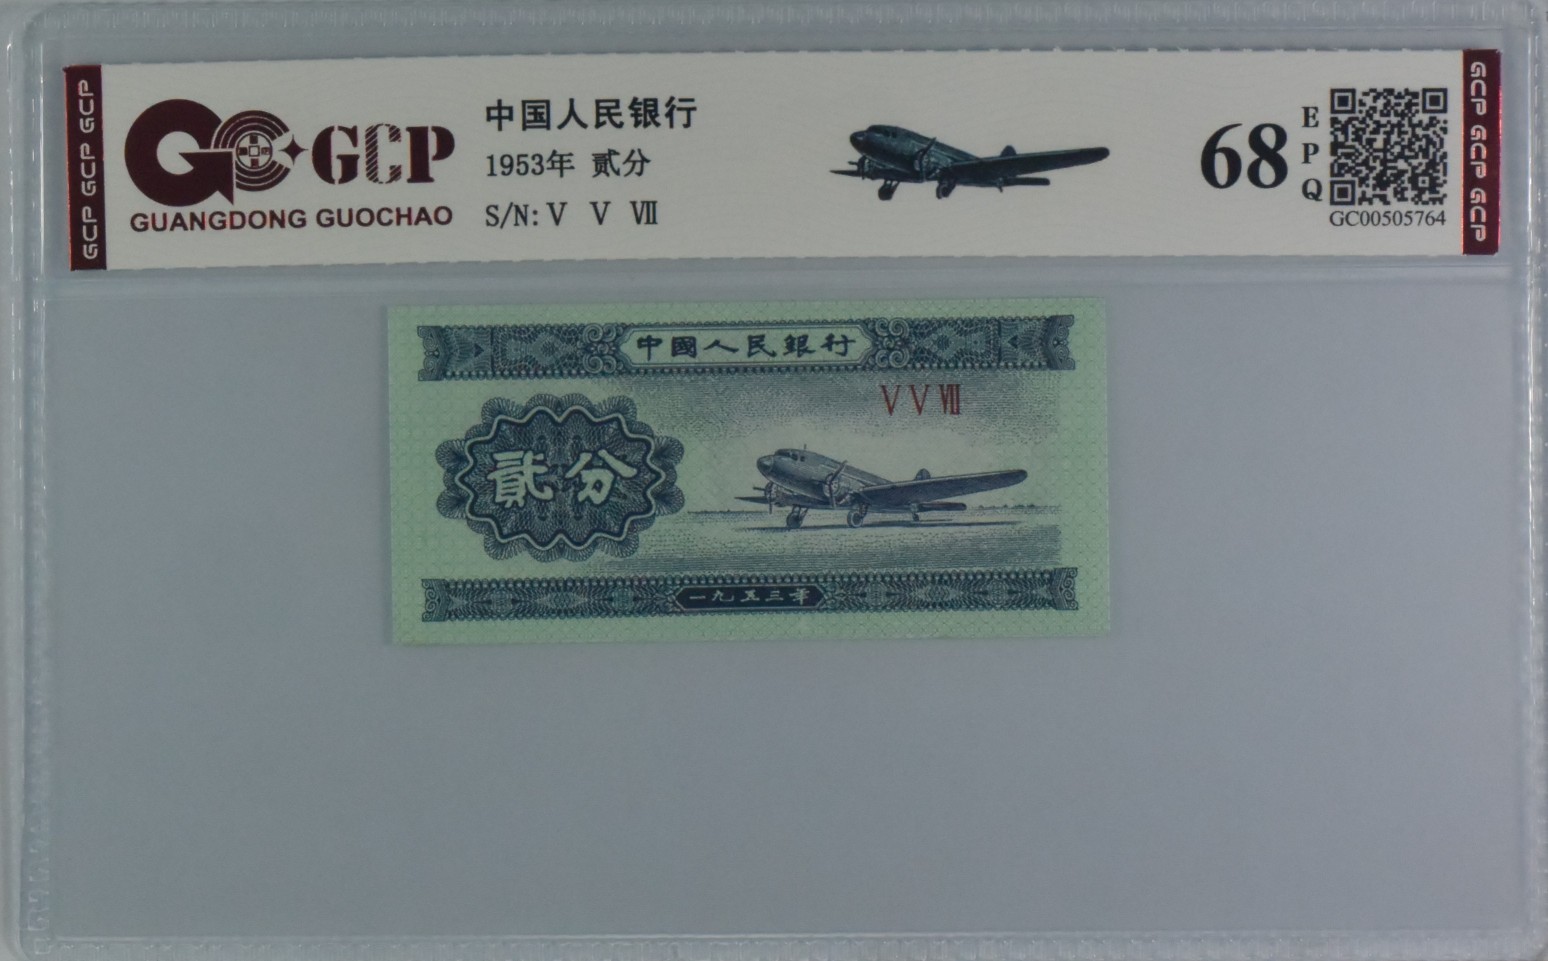 GCP GCP GCP
GCP
GUANGDONG GUOCHAO
中国人民银行
1953年 贰分
S/N: Ⅴ Ⅴ Ⅶ
68
EPQ
GC00505764
GCP GCP GCP
中國人民銀行
Ⅴ Ⅴ Ⅶ
貳分
一九五三年